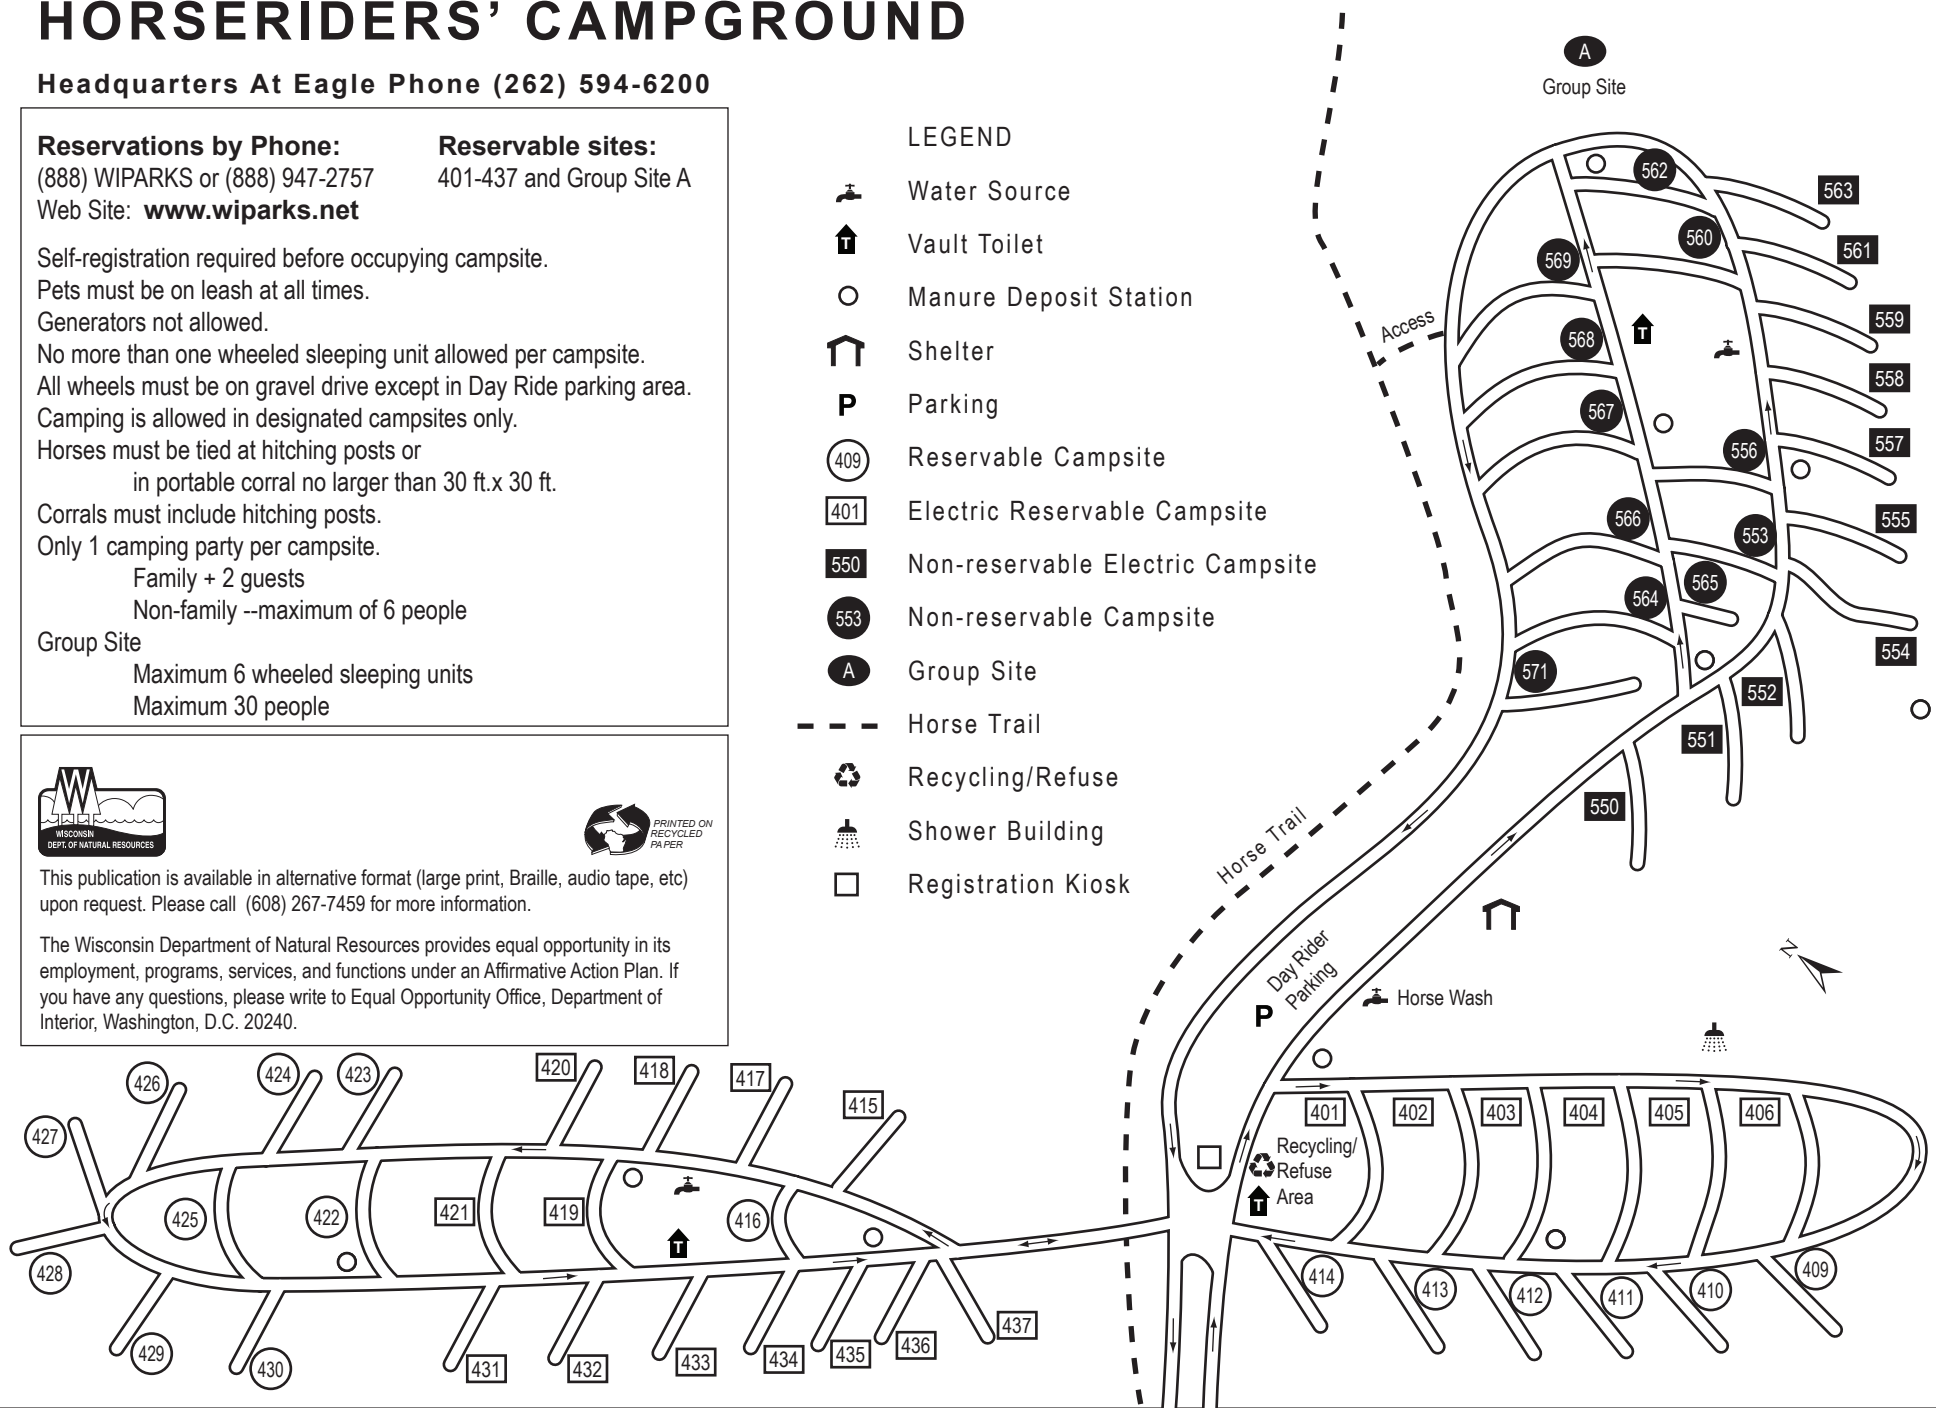 HORSERIDERS’ CAMPGROUND
Headquarters At Eagle Phone (262) 594-6200
Reservations by Phone:
(888) WIPARKS or (888) 947-2757
Web Site: www.wiparks.net
Reservable sites:
401-437 and Group Site A
Self-registration required before occupying campsite.
Pets must be on leash at all times.
Generators not allowed.
No more than one wheeled sleeping unit allowed per campsite.
All wheels must be on gravel drive except in Day Ride parking area.
Camping is allowed in designated campsites only.
Horses must be tied at hitching posts or
in portable corral no larger than 30 ft.x 30 ft.
Corrals must include hitching posts.
Only 1 camping party per campsite.
Family + 2 guests
Non-family --maximum of 6 people
Group Site
Maximum 6 wheeled sleeping units
Maximum 30 people
W
WISCONSIN
DEPT. OF NATURAL RESOURCES
PRINTED ON
RECYCLED
PAPER
This publication is available in alternative format (large print, Braille, audio tape, etc)
upon request. Please call (608) 267-7459 for more information.
The Wisconsin Department of Natural Resources provides equal opportunity in its
employment, programs, services, and functions under an Affirmative Action Plan. If
you have any questions, please write to Equal Opportunity Office, Department of
Interior, Washington, D.C. 20240.
LEGEND
Water Source
T Vault Toilet
Manure Deposit Station
Shelter
P Parking
409 Reservable Campsite
401 Electric Reservable Campsite
550 Non-reservable Electric Campsite
553 Non-reservable Campsite
A Group Site
Horse Trail
Recycling/Refuse
Shower Building
Registration Kiosk
A
Group Site
562
563
560
561
569
559
T
Access
568
558
567
557
556
555
566
553
565
564
554
571
552
551
550
Horse Trail
Day Rider
Parking
P
Horse Wash
N
401
402
403
404
405
406
Recycling/
Refuse
Area
T
414
413
412
411
410
409
426
424
423
420
418
417
415
427
425
422
421
419
416
T
428
429
430
431
432
433
434
435
436
437